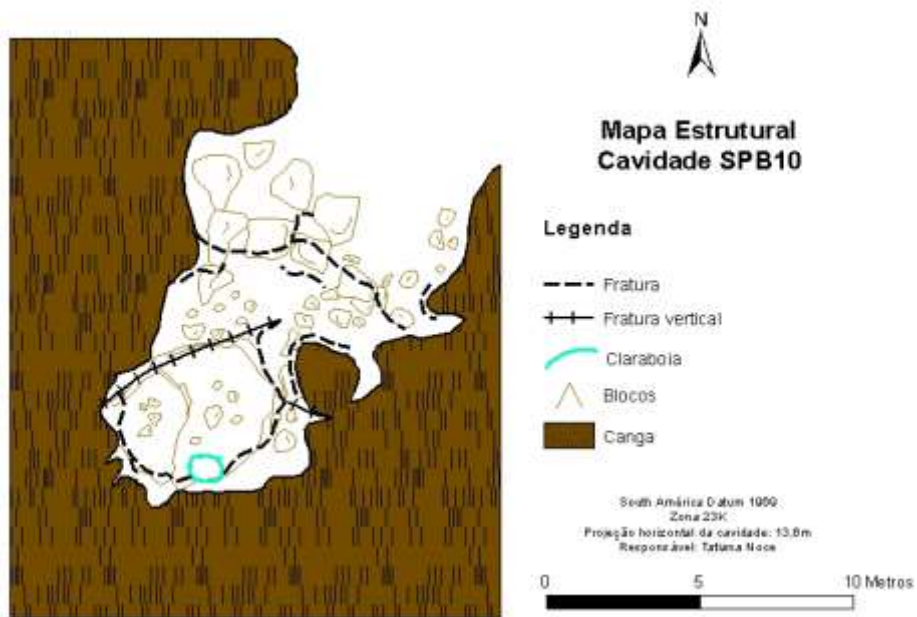 N
Mapa Estrutural
Cavidade SPB10
Legenda
Fratura
Fratura vertical
Claraboia
Blocos
Canga
South América Datum 1969
Zona 23K
Projeção horizontal da cavidade: 13,8m
Responsável: Tatiana Noce
0 5 10 Metros